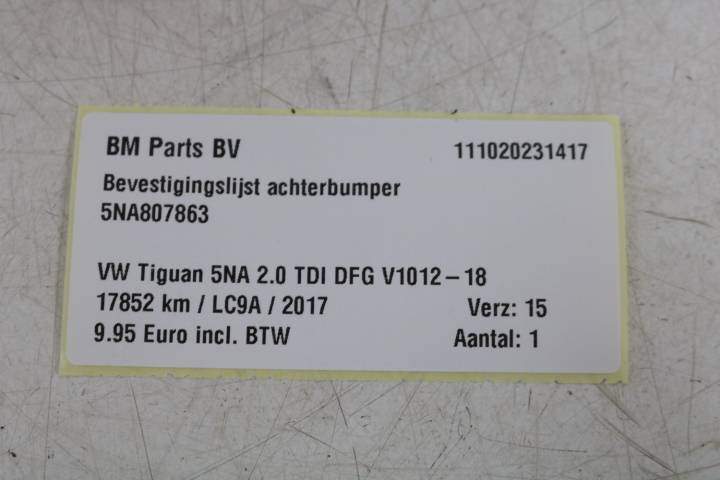 BM Parts BV 111020231417
Bevestigingslijst achterbumper
5NA807863
VW Tiguan 5NA 2.0 TDI DFG V1012-18
17852 km / LC9A / 2017 Verz: 15
9.95 Euro incl. BTW Aantal: 1